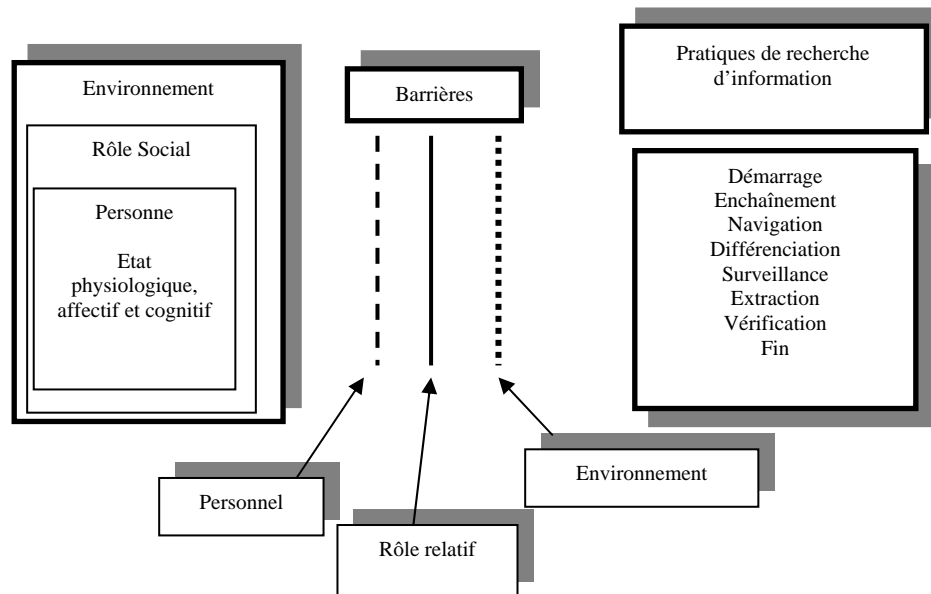 Environnement
Rôle Social
Personne
Etat
physiologique,
affectif et cognitif
Barrières
Pratiques de recherche
d'information
Démarrage
Enchaînement
Navigation
Différenciation
Surveillance
Extraction
Vérification
Fin
Personnel
Rôle relatif
Environnement